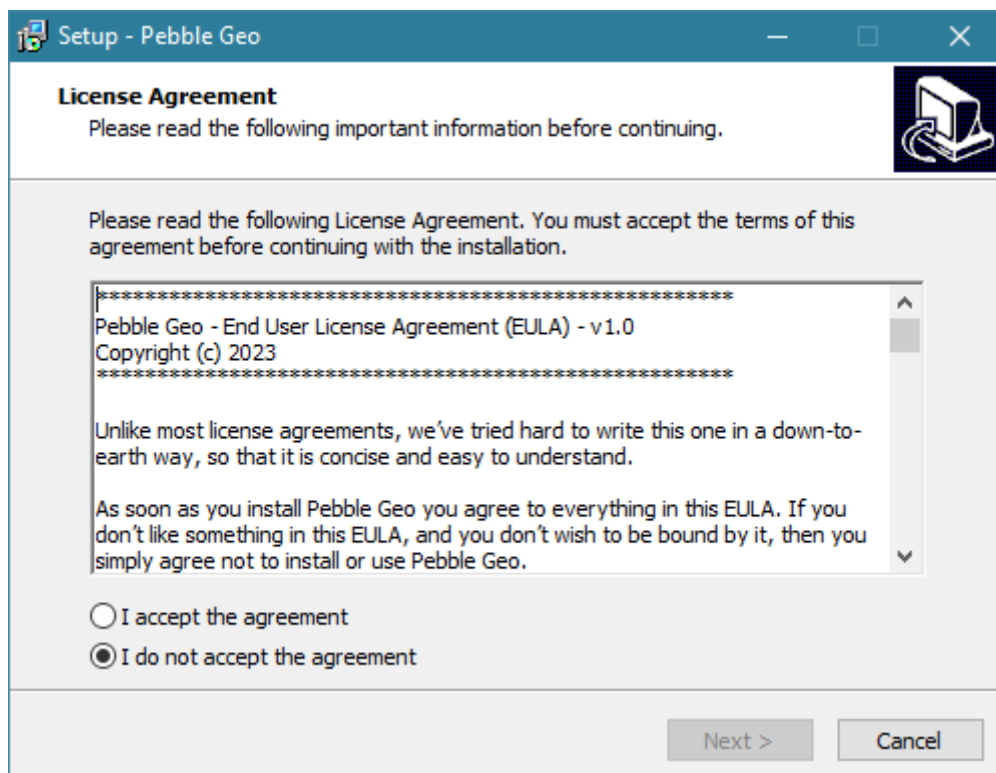 Setup - Pebble Geo
License Agreement
Please read the following important information before continuing.
Please read the following License Agreement. You must accept the terms of this
agreement before continuing with the installation.
*****************************************************
Pebble Geo - End User License Agreement (EULA) - v1.0
Copyright (c) 2023
*****************************************************
Unlike most license agreements, we’ve tried hard to write this one in a down-to-
earth way, so that it is concise and easy to understand.
As soon as you install Pebble Geo you agree to everything in this EULA. If you
don’t like something in this EULA, and you don’t wish to be bound by it, then you
simply agree not to install or use Pebble Geo.
I accept the agreement
I do not accept the agreement
Next >
Cancel